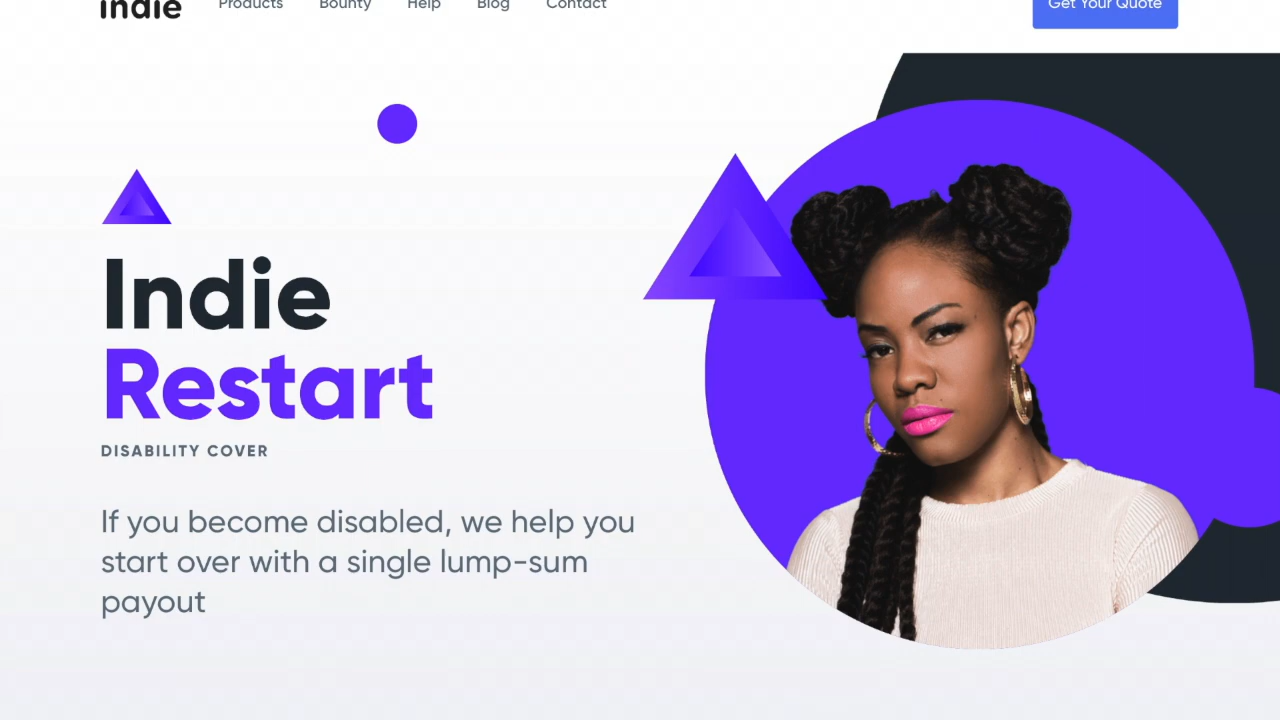 indie Products Bounty Help Blog Contact Get Your Quote
Indie
Restart
DISABILITY COVER
If you become disabled, we help you
start over with a single lump-sum
payout